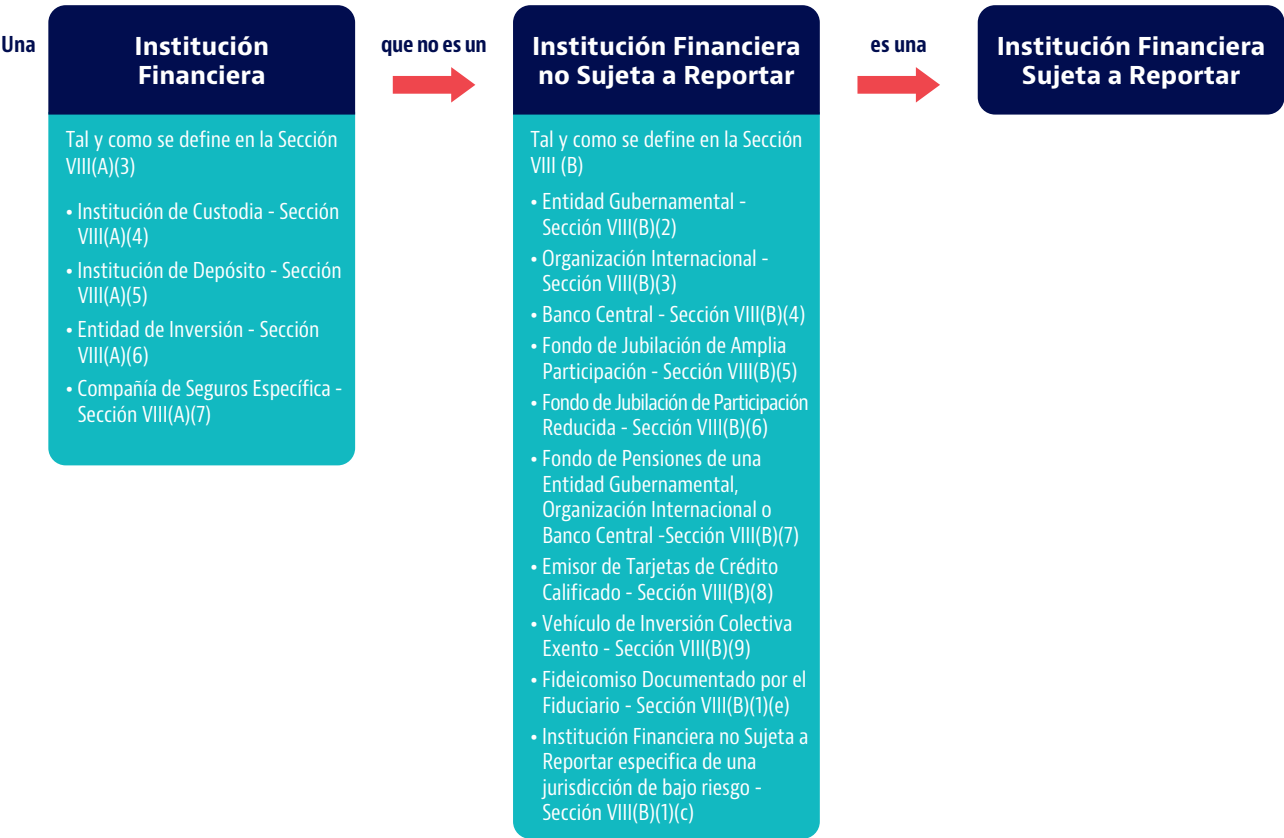 Una
Institución
Financiera
que no es un
Institución Financiera
no Sujeta a Reportar
es una
Institución Financiera
Sujeta a Reportar
Tal y como se define en la Sección
VIII(A)(3)
• Institución de Custodia - Sección
VIII(A)(4)
• Institución de Depósito - Sección
VIII(A)(5)
• Entidad de Inversión - Sección
VIII(A)(6)
• Compañía de Seguros Específica -
Sección VIII(A)(7)
Tal y como se define en la Sección
VIII (B)
• Entidad Gubernamental -
Sección VIII(B)(2)
• Organización Internacional -
Sección VIII(B)(3)
• Banco Central - Sección VIII(B)(4)
• Fondo de Jubilación de Amplia
Participación - Sección VIII(B)(5)
• Fondo de Jubilación de Participación
Reducida - Sección VIII(B)(6)
• Fondo de Pensiones de una
Entidad Gubernamental,
Organización Internacional o
Banco Central -Sección VIII(B)(7)
• Emisor de Tarjetas de Crédito
Calificado - Sección VIII(B)(8)
• Vehículo de Inversión Colectiva
Exento - Sección VIII(B)(9)
• Fideicomiso Documentado por el
Fiduciario - Sección VIII(B)(1)(e)
• Institución Financiera no Sujeta a
Reportar especifica de una
jurisdicción de bajo riesgo -
Sección VIII(B)(1)(c)